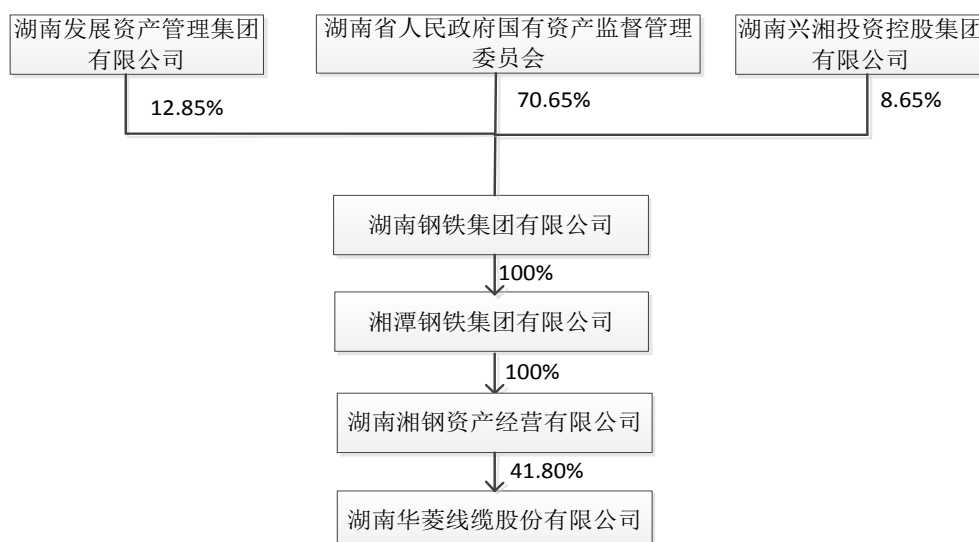 湖南发展资产管理集团
有限公司
湖南省人民政府国有资产监督管理
委员会
湖南兴湘投资控股集团
有限公司
12.85%
70.65%
8.65%
湖南钢铁集团有限公司
100%
湘潭钢铁集团有限公司
100%
湖南湘钢资产经营有限公司
41.80%
湖南华菱线缆股份有限公司